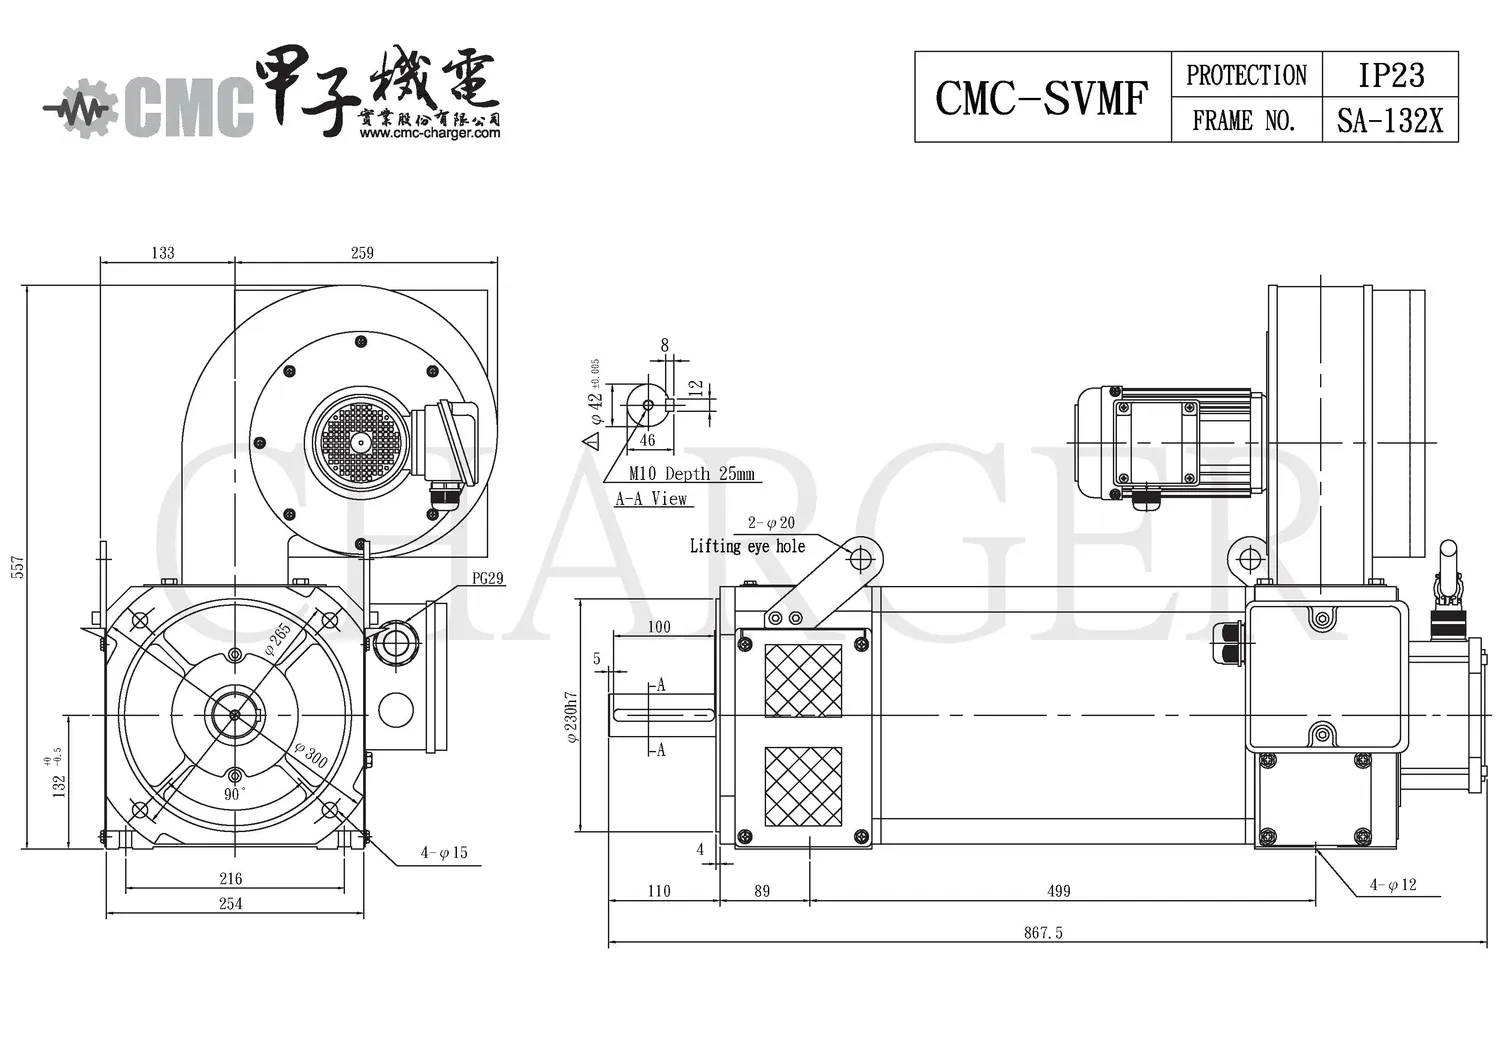 CMC 甲子機電
實業股份有限公司
www.cmc-charger.com
CMC-SVMF
PROTECTION IP23
FRAME NO. SA-132X
133
259
557
PG29
φ265
φ300
90°
132 +0 -0.5
4-φ15
216
254
8
12
φ42 ±0.005
46
M10 Depth 25mm
A-A View
2-φ20
Lifting eye hole
100
5
A
A
φ230h7
4
110
89
499
4-φ12
867.5
CHARGER